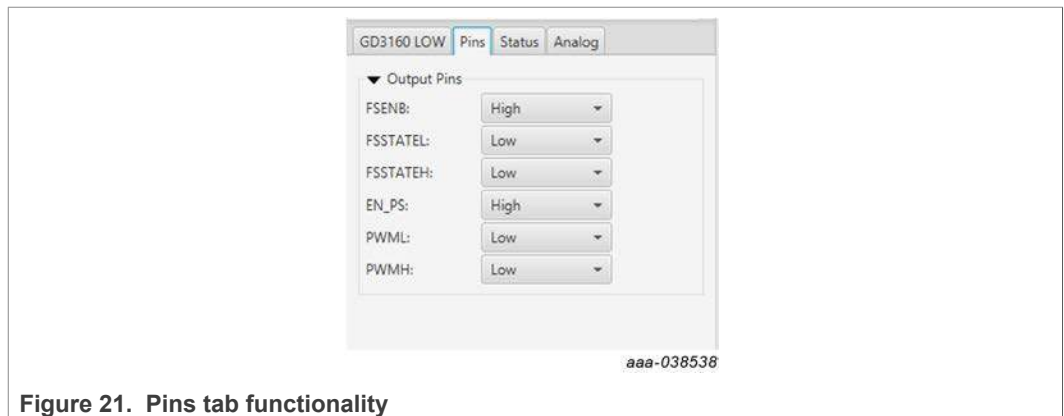 GD3160 LOW Pins Status Analog
Output Pins
FSENB: High
FSSTATEL: Low
FSSTATEH: Low
EN_PS: High
PWML: Low
PWMH: Low
aaa-038538
Figure 21. Pins tab functionality